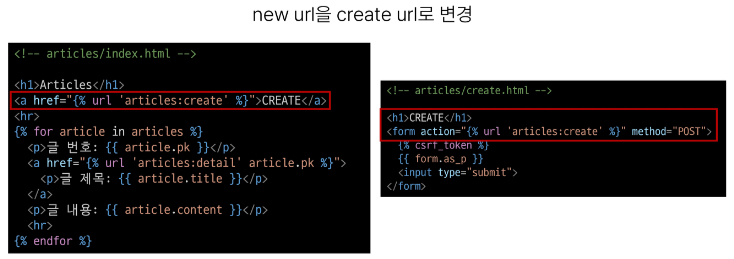 new url을 create url로 변경
<!-- articles/index.html -->
<h1>Articles</h1>
<a href="{% url 'articles:create' %}">CREATE</a>
<hr>
{% for article in articles %}
<p>글 번호: {{ article.pk }}</p>
<a href="{% url 'articles:detail' article.pk %}">
<p>글 제목: {{ article.title }}</p>
</a>
<p>글 내용: {{ article.content }}</p>
<hr>
{% endfor %}
<!-- articles/create.html -->
<h1>CREATE</h1>
<form action="{% url 'articles:create' %}" method="POST">
{% csrf_token %}
{{ form.as_p }}
<input type="submit">
</form>